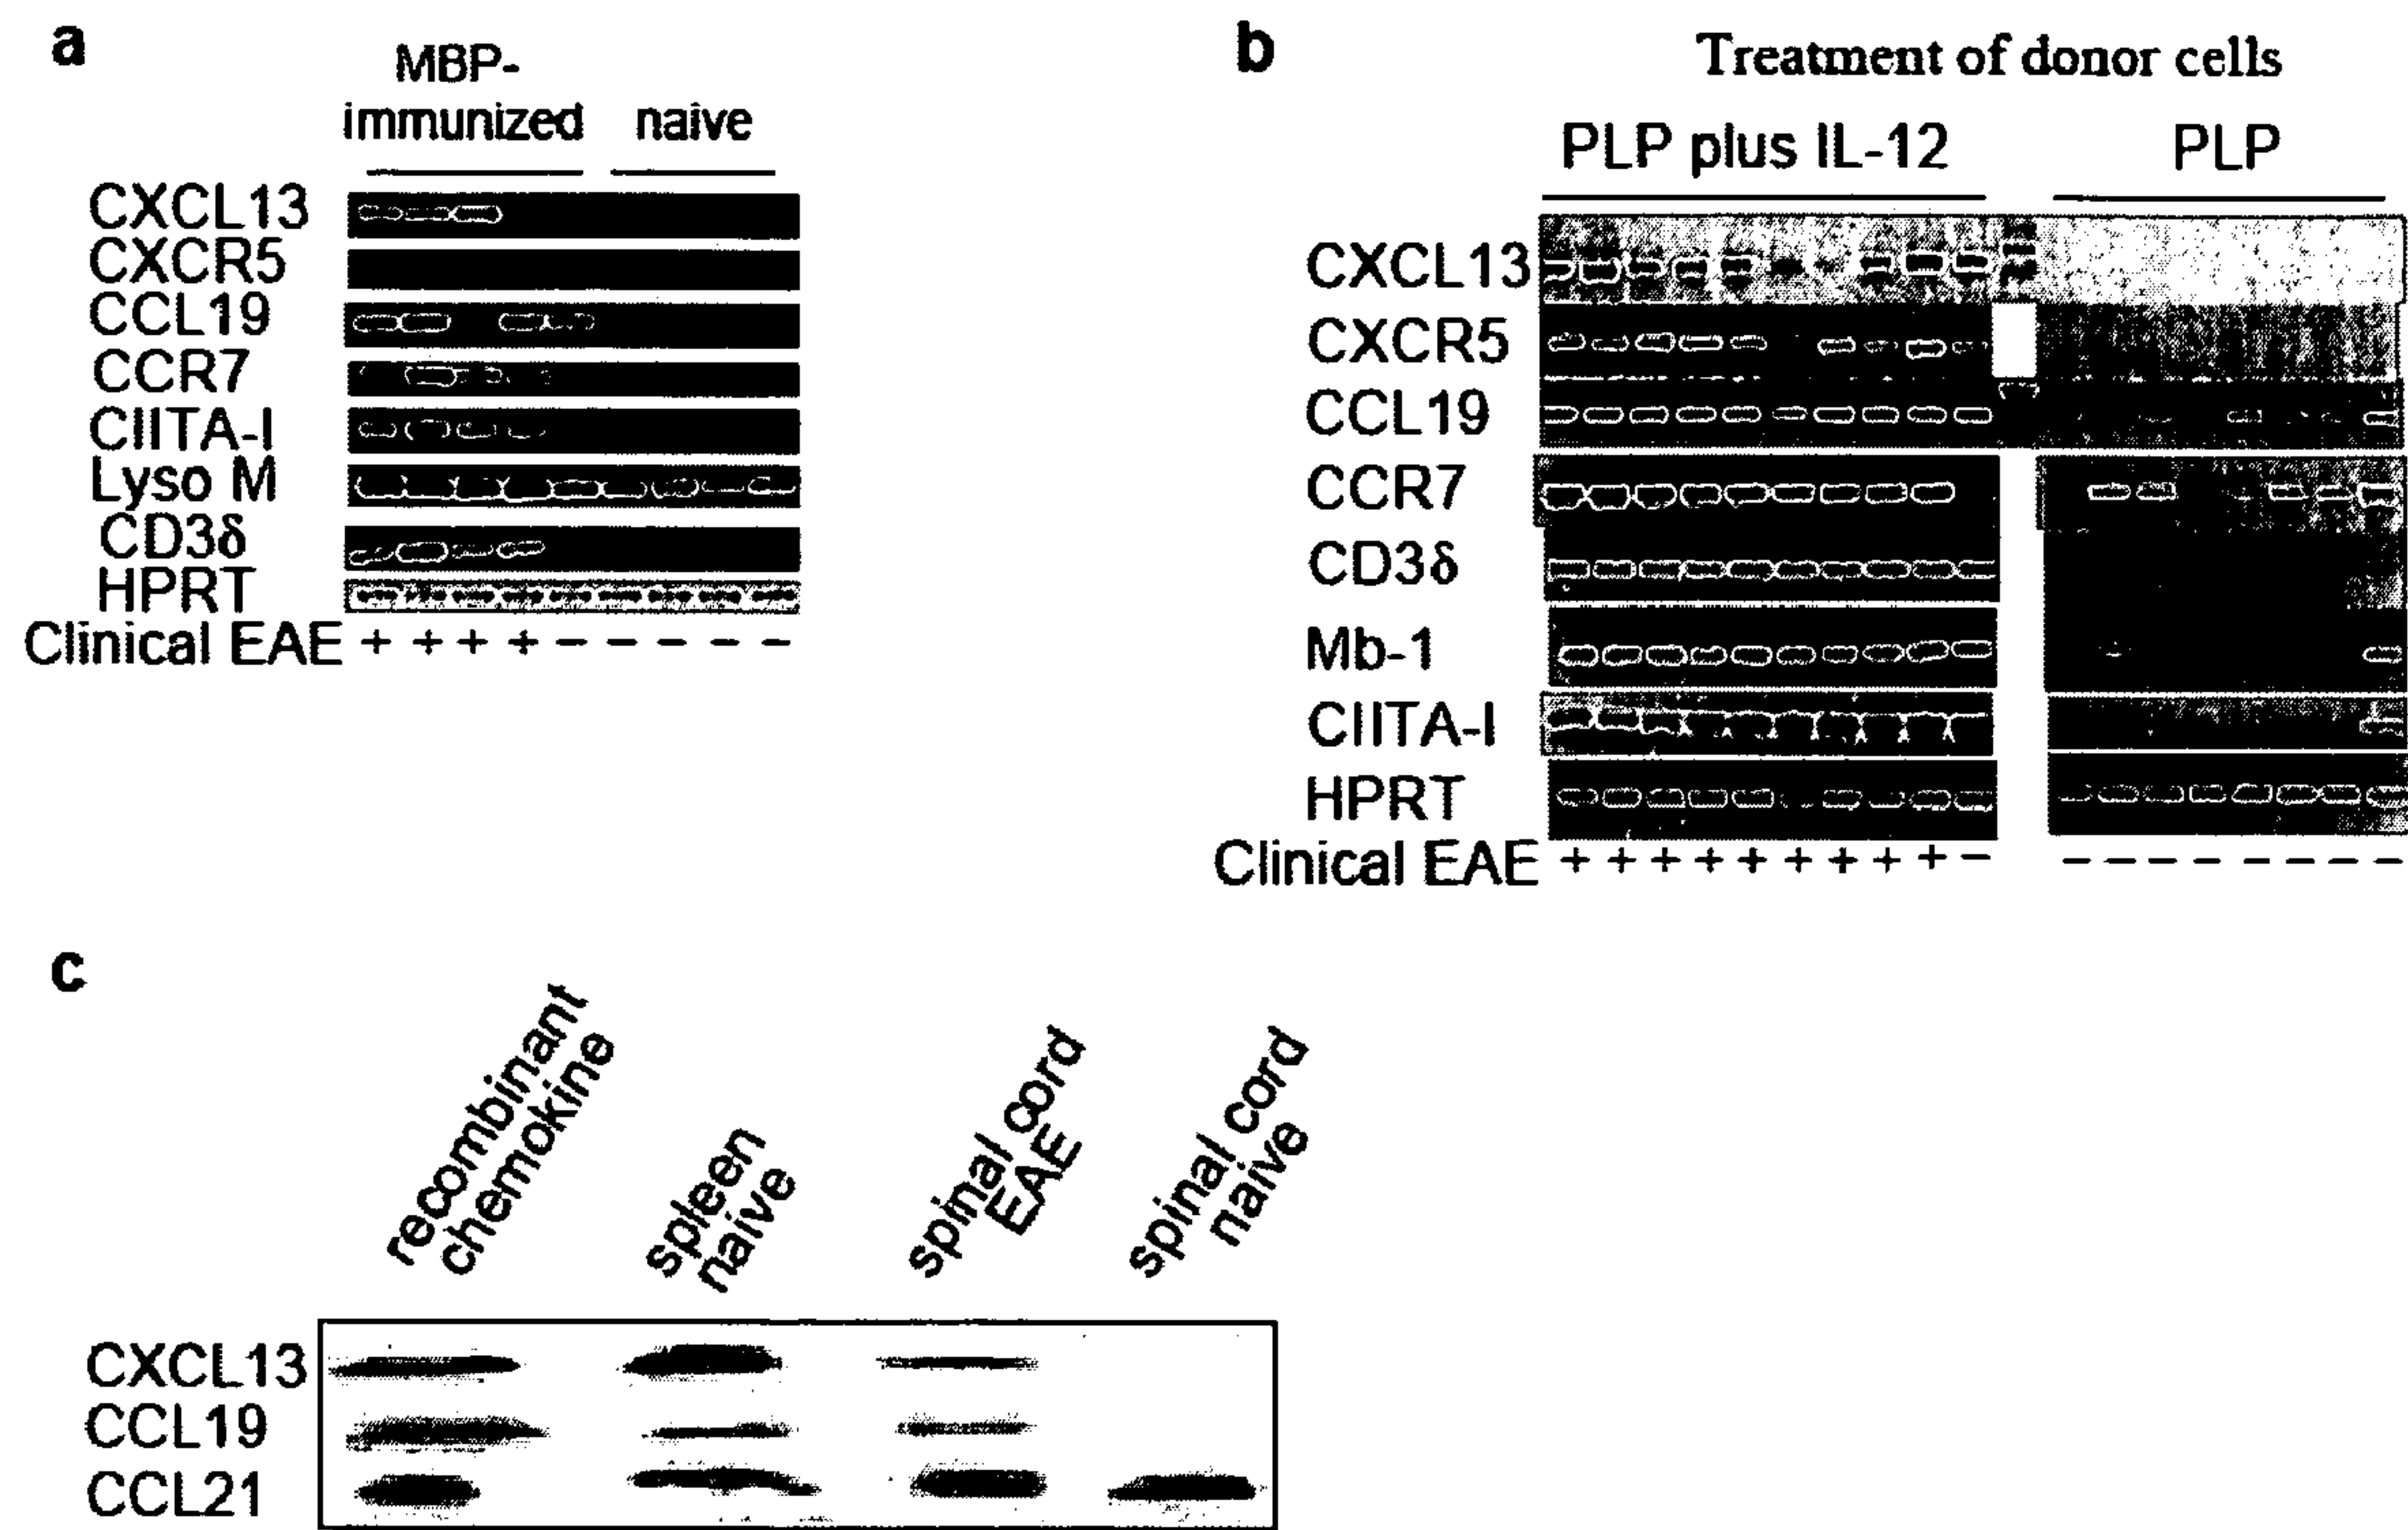 a
MBP-
immunized naive
CXCL13
CXCR5
CCL19
CCR7
CIITA-I
Lyso M
CD3δ
HPRT
Clinical EAE + + + + − − − − −
b
Treatment of donor cells
PLP plus IL-12 PLP
CXCL13
CXCR5
CCL19
CCR7
CD3δ
Mb-1
CIITA-I
HPRT
Clinical EAE + + + + + + + + + − − − − − − − − −
c
recombinant
chemokine
spleen
naive
spinal cord
EAE
spinal cord
naive
CXCL13
CCL19
CCL21